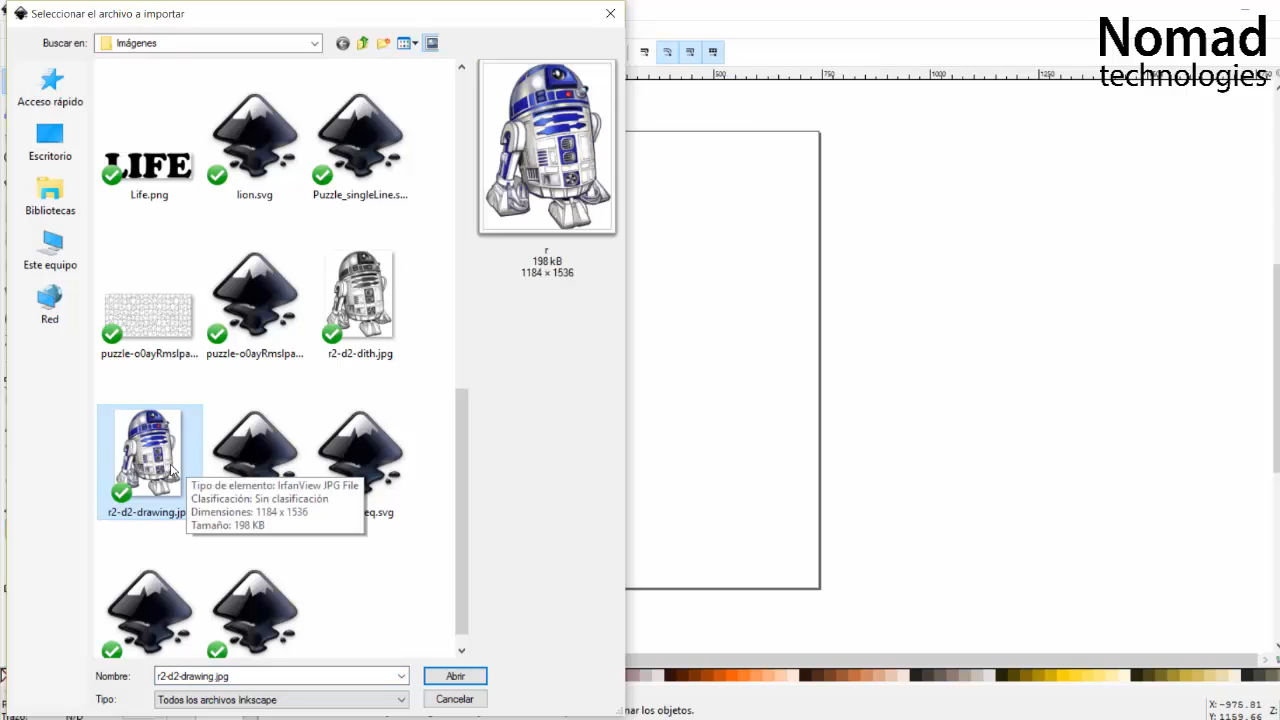 Seleccionar el archivo a importar
Nomad
technologies
Buscar en:
Imágenes
500
750
1000
1250
Acceso rápido
Escritorio
Bibliotecas
Este equipo
Red
LIFE
Life.png
lion.svg
Puzzle_singleLine.s...
r
198 kB
1184 × 1536
puzzle-o0ayRmslpa...
puzzle-o0ayRmslpa...
r2-d2-dith.jpg
r2-d2-drawing.jp
eq.svg
Tipo de elemento: IrfanView JPG File
Clasificación: Sin clasificación
Dimensiones: 1184 x 1536
Tamaño: 198 KB
Nombre:
r2-d2-drawing.jpg
Abrir
Tipo:
Todos los archivos Inkscape
Cancelar
nar los objetos.
X: -975.81
Y: 1159.66
Z:
Trazo:
N/D